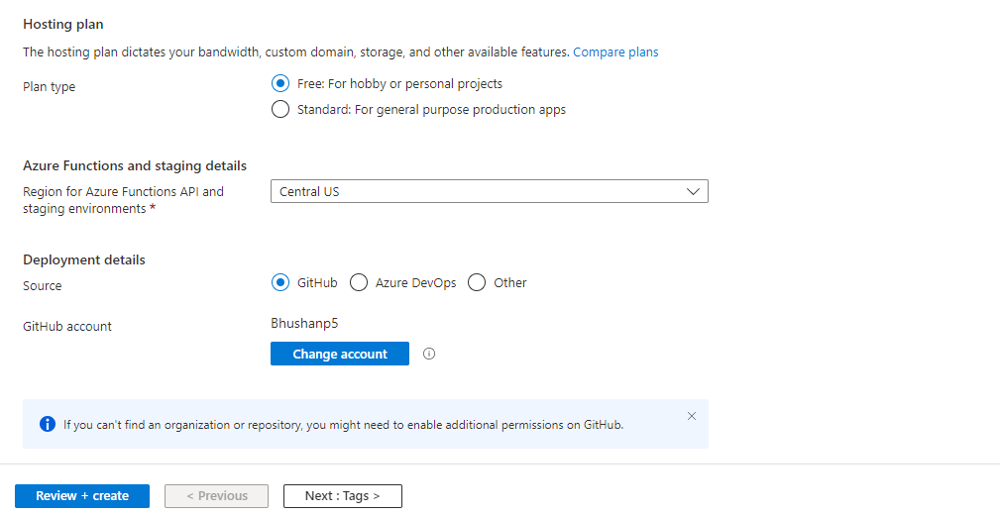 Hosting plan
The hosting plan dictates your bandwidth, custom domain, storage, and other available features. Compare plans
Plan type
Free: For hobby or personal projects
Standard: For general purpose production apps
Azure Functions and staging details
Region for Azure Functions API and
staging environments *
Central US
Deployment details
Source
GitHub
Azure DevOps
Other
GitHub account
Bhushanp5
Change account
If you can't find an organization or repository, you might need to enable additional permissions on GitHub.
Review + create
< Previous
Next : Tags >